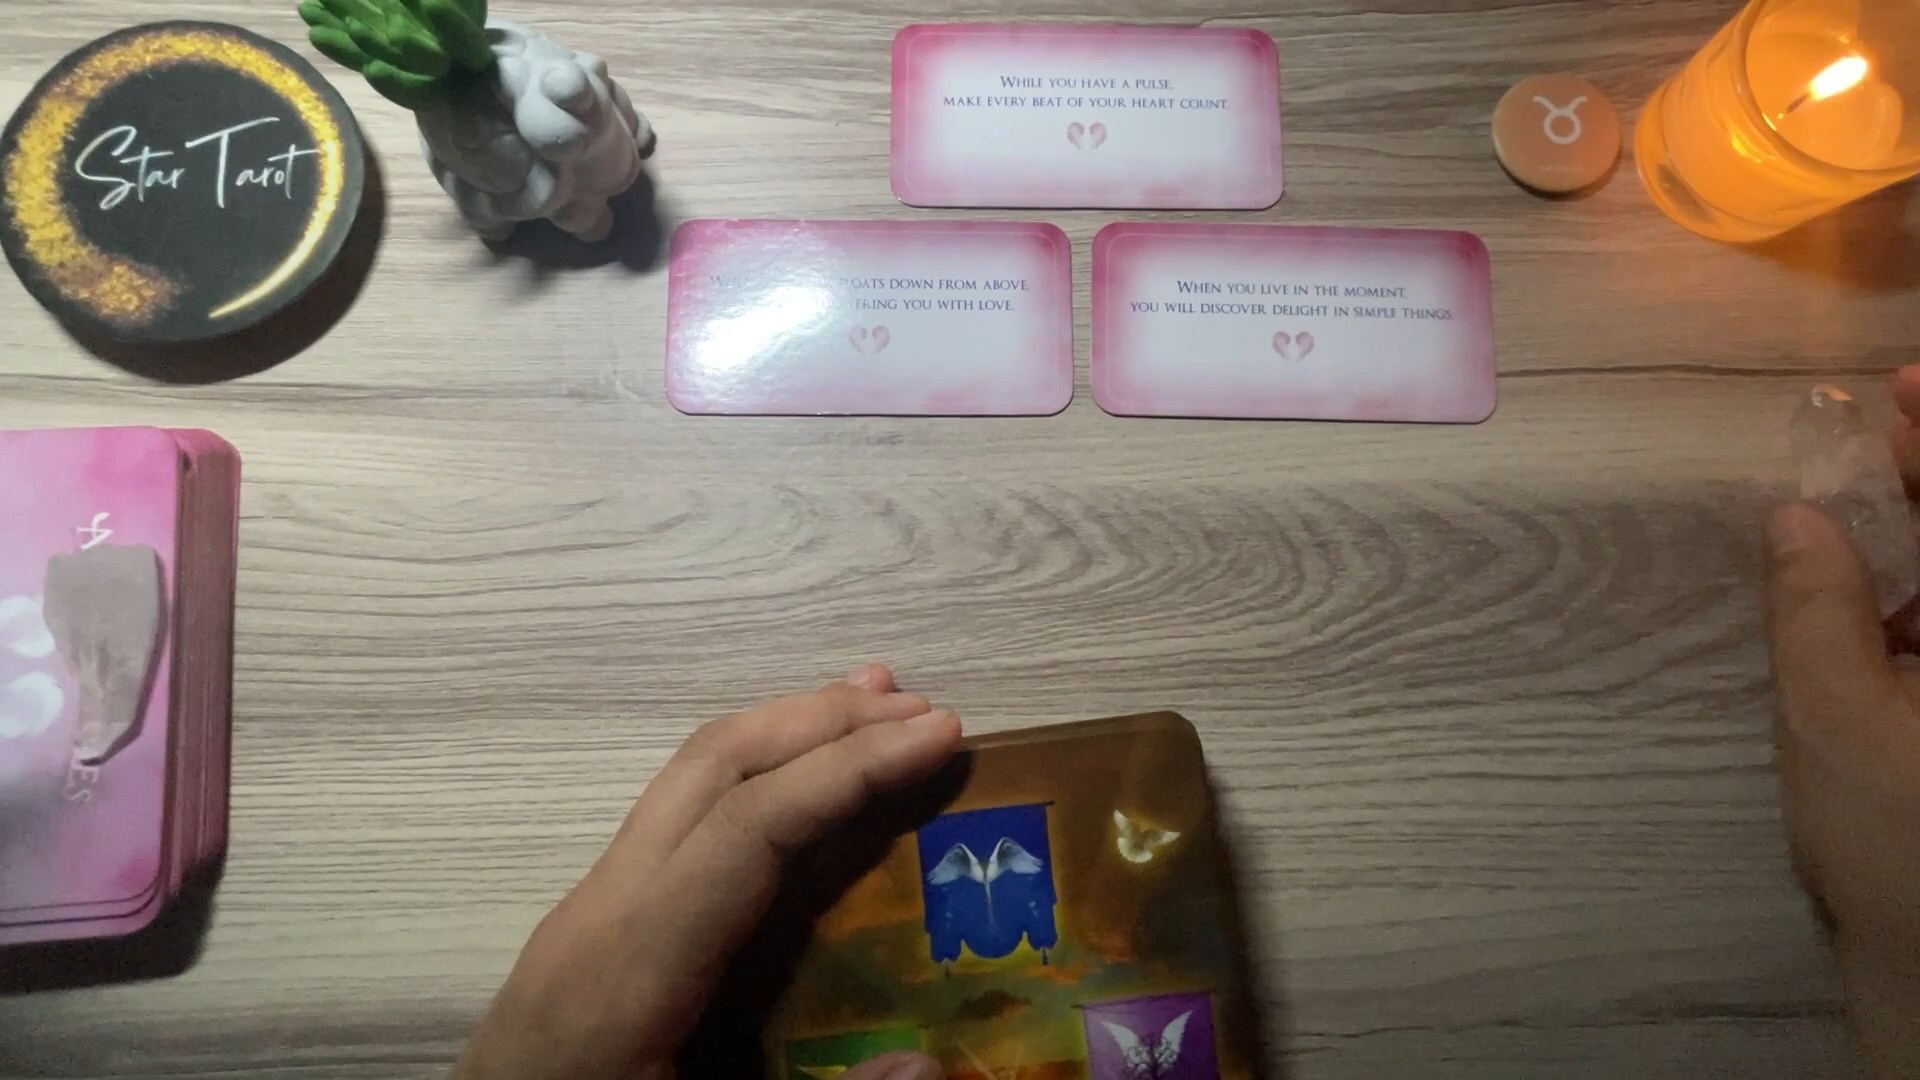 Star Tarot
WHILE YOU HAVE A PULSE,
MAKE EVERY BEAT OF YOUR HEART COUNT.
FLOATS DOWN FROM ABOVE,
YOU WITH LOVE.
WHEN YOU LIVE IN THE MOMENT,
YOU WILL DISCOVER DELIGHT IN SIMPLE THINGS.